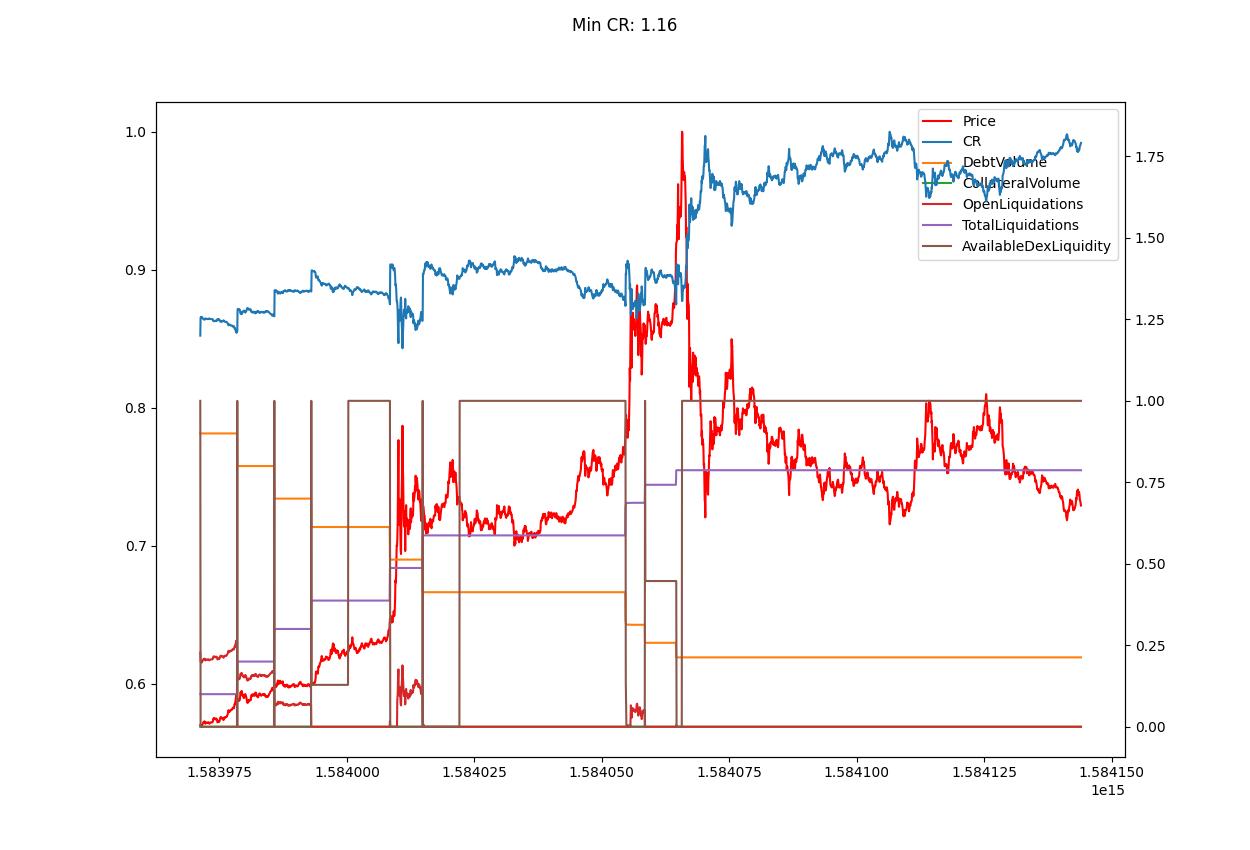 Min CR: 1.16
1.0
0.9
0.8
0.7
0.6
1.75
1.50
1.25
1.00
0.75
0.50
0.25
0.00
Price
CR
DebtVolume
CollateralVolume
OpenLiquidations
TotalLiquidations
AvailableDexLiquidity
1.583975 1.584000 1.584025 1.584050 1.584075 1.584100 1.584125 1.584150
1e15